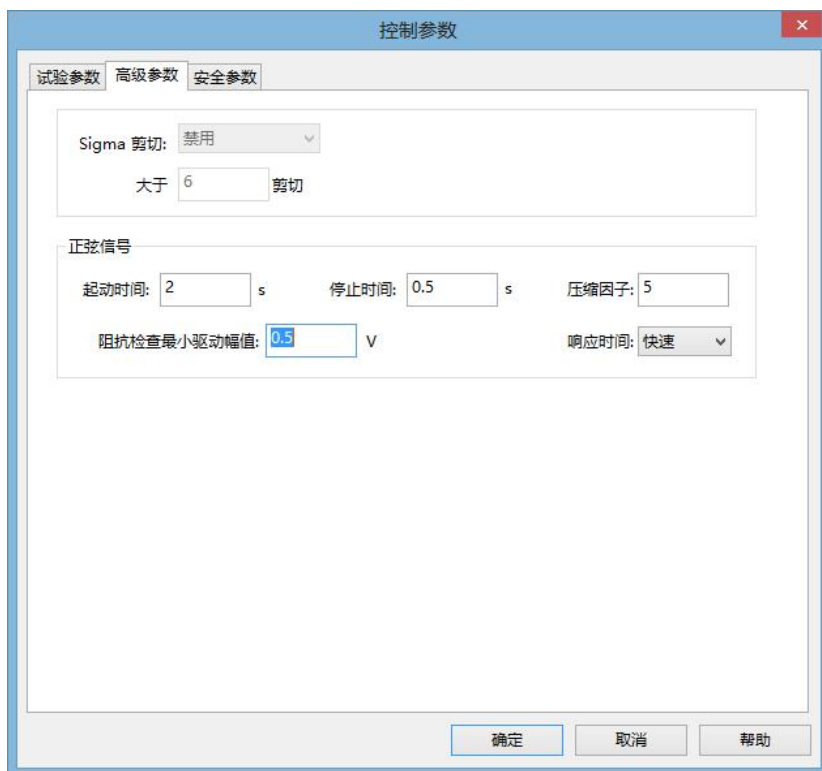 控制参数
试验参数 高级参数 安全参数
Sigma 剪切: 禁用
大于 6 剪切
正弦信号
起动时间: 2 s 停止时间: 0.5 s 压缩因子: 5
阻抗检查最小驱动幅值: 0.5 V 响应时间: 快速
确定 取消 帮助